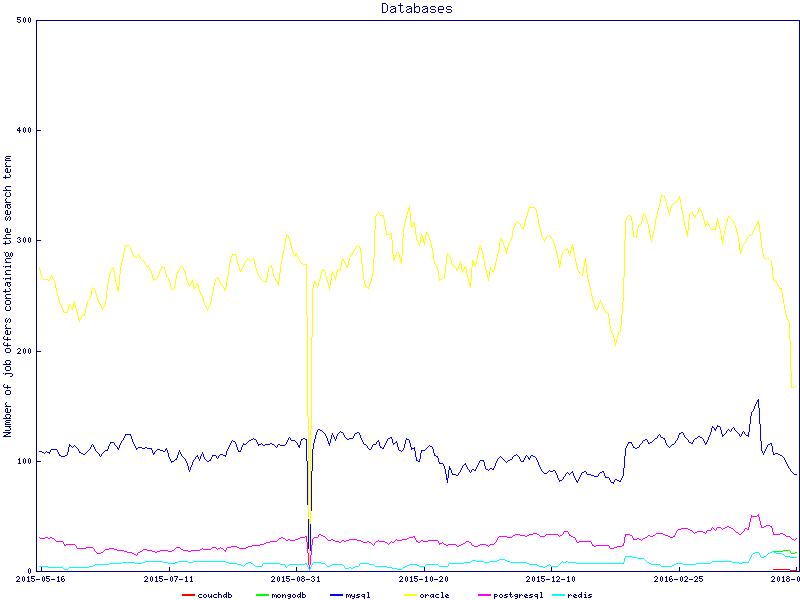 Databases
500
400
300
200
100
0
Number of job offers containing the search term
2015-05-16 2015-07-11 2015-08-31 2015-10-20 2015-12-10 2016-02-25 2018-0
couchdb mongodb mysql oracle postgresql redis